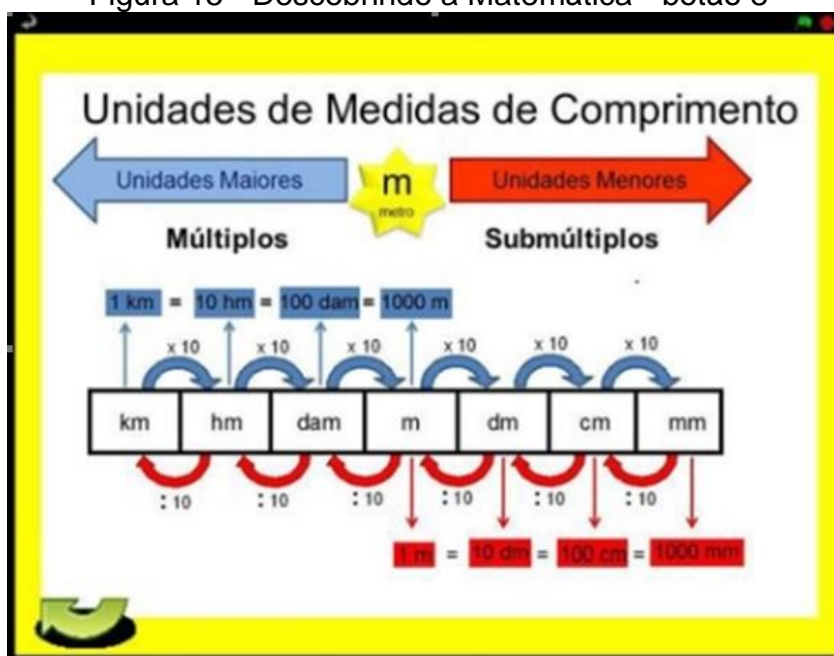 Unidades de Medidas de Comprimento
Unidades Maiores
m
metro
Unidades Menores
Múltiplos
Submúltiplos
1 km = 10 hm = 100 dam = 1000 m
x 10 x 10 x 10 x 10 x 10 x 10
km hm dam m dm cm mm
: 10 : 10 : 10 : 10 : 10 : 10
1 m = 10 dm = 100 cm = 1000 mm